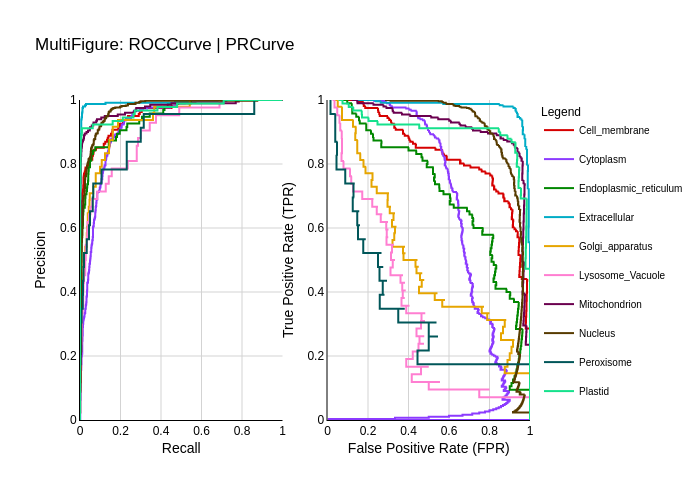 MultiFigure: ROCCurve | PRCurve
Precision
1
0.8
0.6
0.4
0.2
0
0 0.2 0.4 0.6 0.8 1
Recall
True Positive Rate (TPR)
1
0.8
0.6
0.4
0.2
0
0 0.2 0.4 0.6 0.8 1
False Positive Rate (FPR)
Legend
Cell_membrane
Cytoplasm
Endoplasmic_reticulum
Extracellular
Golgi_apparatus
Lysosome_Vacuole
Mitochondrion
Nucleus
Peroxisome
Plastid